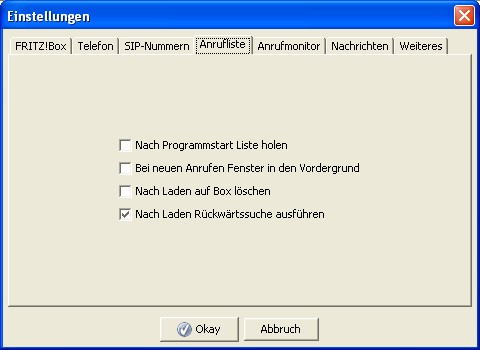 Einstellungen
FRITZ!Box Telefon SIP-Nummern Anrufliste Anrufmonitor Nachrichten Weiteres
Nach Programmstart Liste holen
Bei neuen Anrufen Fenster in den Vordergrund
Nach Laden auf Box löschen
Nach Laden Rückwärtssuche ausführen
Okay Abbruch